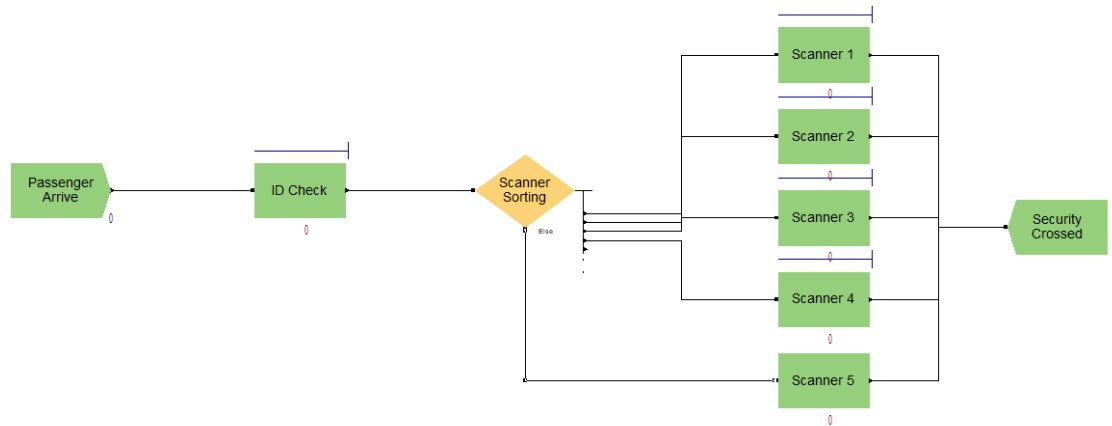 Passenger
Arrive
0
ID Check
0
Scanner
Sorting
Else
Scanner 1
0
Scanner 2
0
Scanner 3
0
Scanner 4
0
Scanner 5
0
Security
Crossed